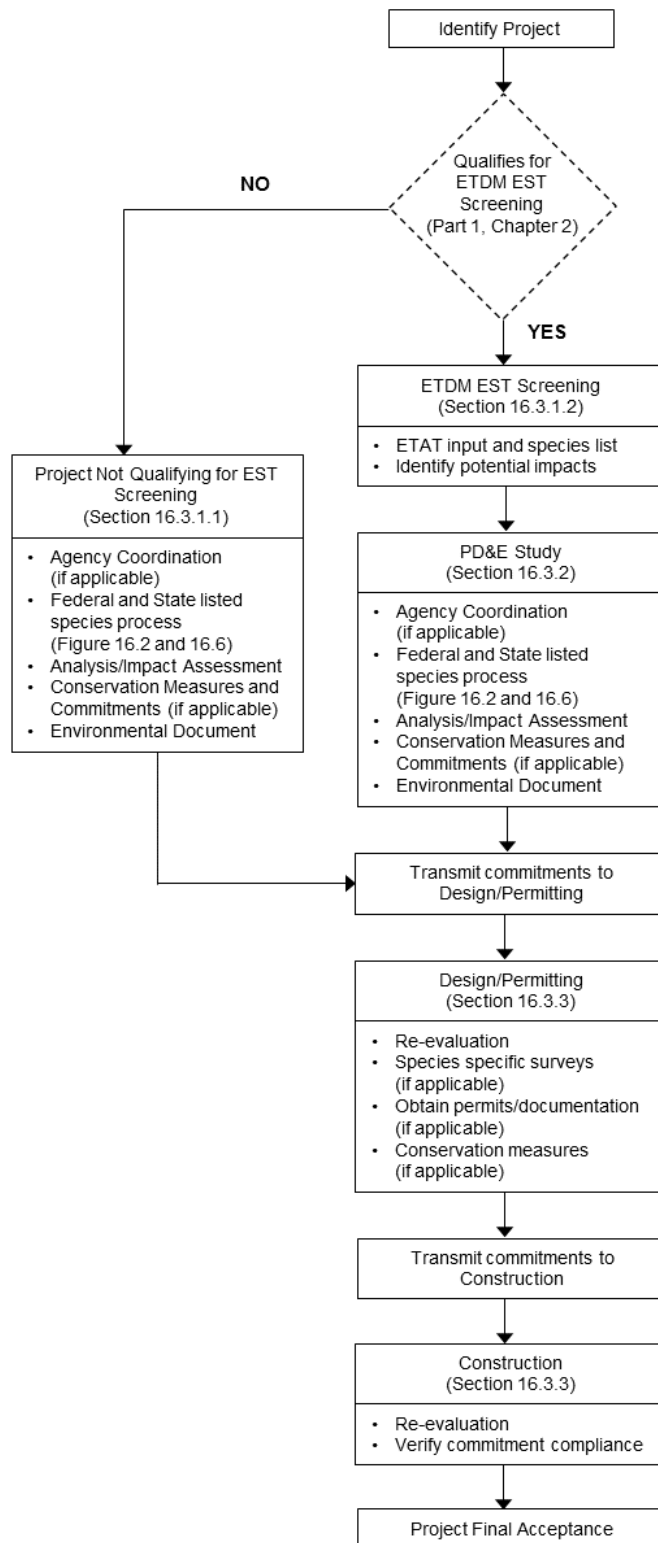 Identify Project
Qualifies for
ETDM EST
Screening
(Part 1, Chapter 2)
NO
YES
ETDM EST Screening
(Section 16.3.1.2)
• ETAT input and species list
• Identify potential impacts
Project Not Qualifying for EST
Screening
(Section 16.3.1.1)
• Agency Coordination
(if applicable)
• Federal and State listed
species process
(Figure 16.2 and 16.6)
• Analysis/Impact Assessment
• Conservation Measures and
Commitments (if applicable)
• Environmental Document
PD&E Study
(Section 16.3.2)
• Agency Coordination
(if applicable)
• Federal and State listed
species process
(Figure 16.2 and 16.6)
• Analysis/Impact Assessment
• Conservation Measures and
Commitments (if applicable)
• Environmental Document
Transmit commitments to
Design/Permitting
Design/Permitting
(Section 16.3.3)
• Re-evaluation
• Species specific surveys
(if applicable)
• Obtain permits/documentation
(if applicable)
• Conservation measures
(if applicable)
Transmit commitments to
Construction
Construction
(Section 16.3.3)
• Re-evaluation
• Verify commitment compliance
Project Final Acceptance